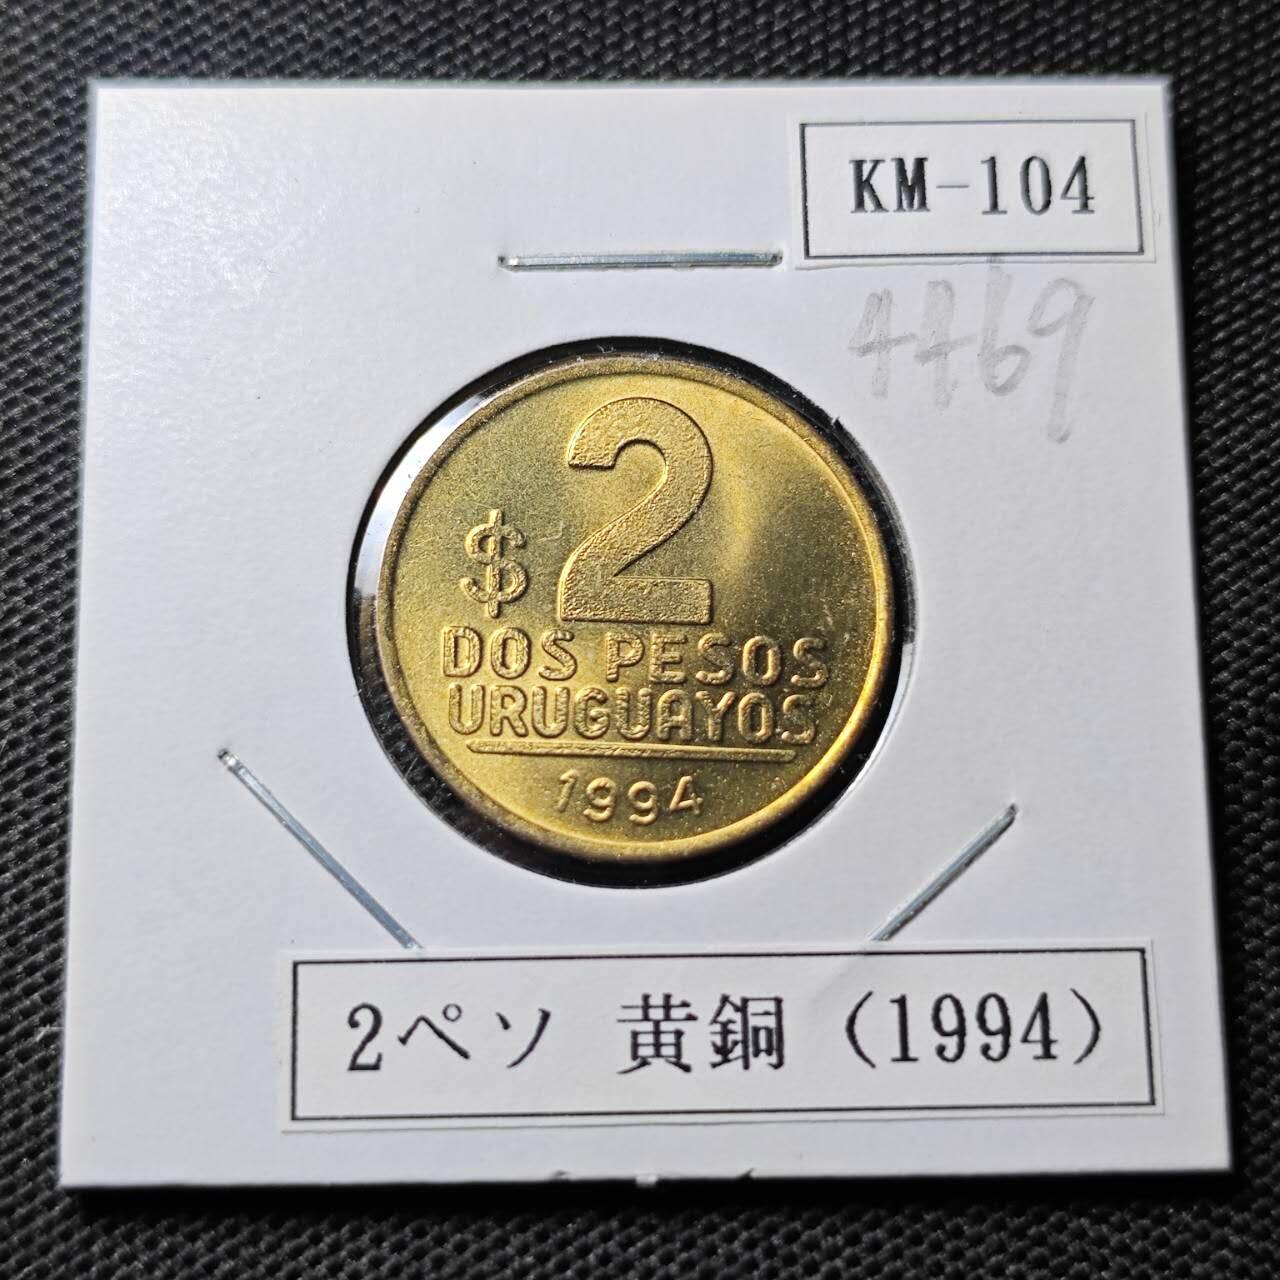 KM-104
4469
$ 2
DOS PESOS
URUGUAYOS
1994
2ペソ 黄銅 (1994)